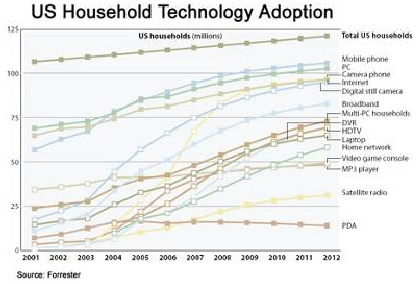 US Household Technology Adoption
US households (millions)
125
100
75
50
25
0
Total US households
Mobile phone
PC
Camera phone
Internet
Digital still camera
Broadband
Multi-PC households
DVR
HDTV
Laptop
Home network
Video game console
MP3 player
Satellite radio
PDA
2001 2002 2003 2004 2005 2006 2007 2008 2009 2010 2011 2012
Source: Forrester